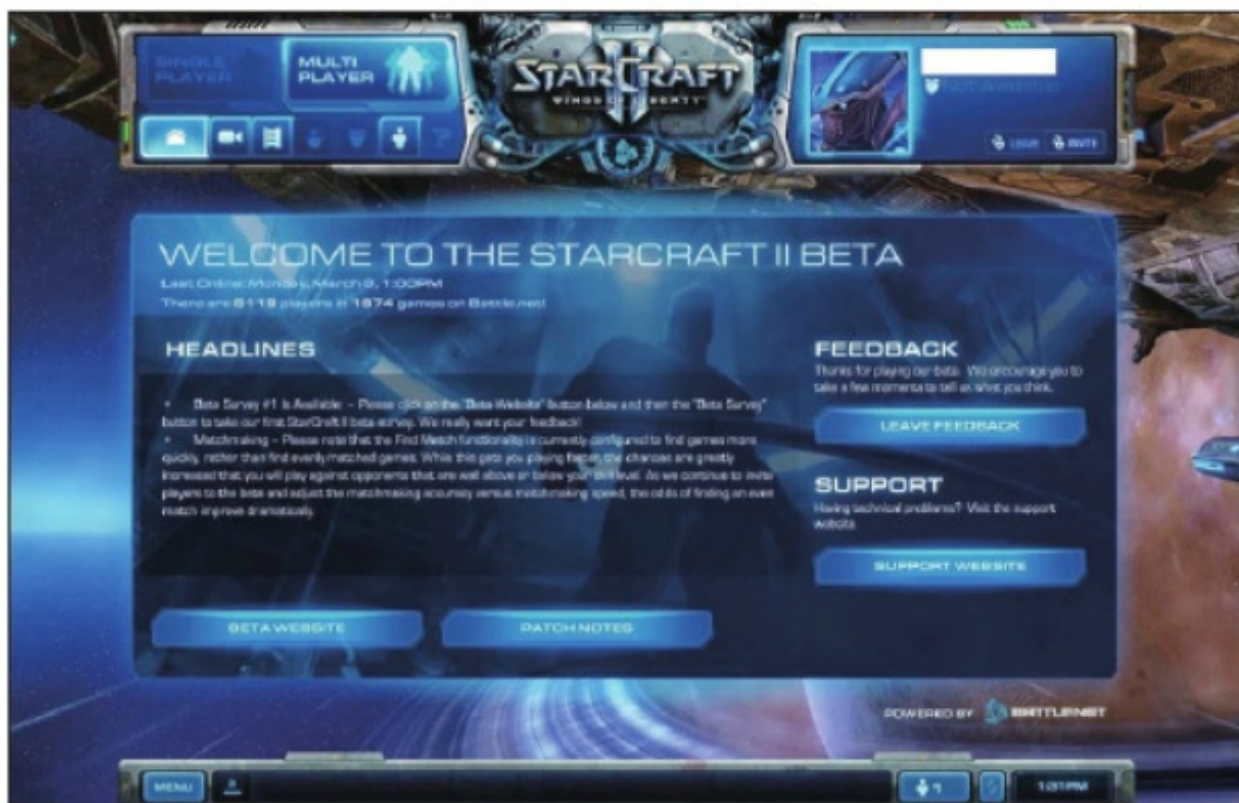 SINGLE PLAYER
MULTI PLAYER
STARCRAFT II
WINGS OF LIBERTY
LEAVE
INVITE
WELCOME TO THE STARCRAFT II BETA
Last Online: Monday, March 8, 1:00PM
There are 6119 players in 1674 games on Battle.net!
HEADLINES
• Beta Survey #1 Is Available - Please click on the "Beta Website" button below and then the "Beta Survey"
button to take our first StarCraft II beta survey. We really want your feedback!
• Matchmaking - Please note that the Find Match functionality is currently configured to find games more
quickly, rather than find evenly matched games. While this gets you playing faster, the chances are greatly
increased that you will play against opponents that are well above or below your skill level. As we continue to invite
players to the beta and adjust the matchmaking accuracy versus matchmaking speed, the odds of finding an even
match improve dramatically.
BETA WEBSITE
PATCH NOTES
FEEDBACK
Thanks for playing our beta. We encourage you to
take a few moments to tell us what you think.
LEAVE FEEDBACK
SUPPORT
Having technical problems? Visit the support
website.
SUPPORT WEBSITE
POWERED BY BATTLE.NET
MENU
1
1:01PM